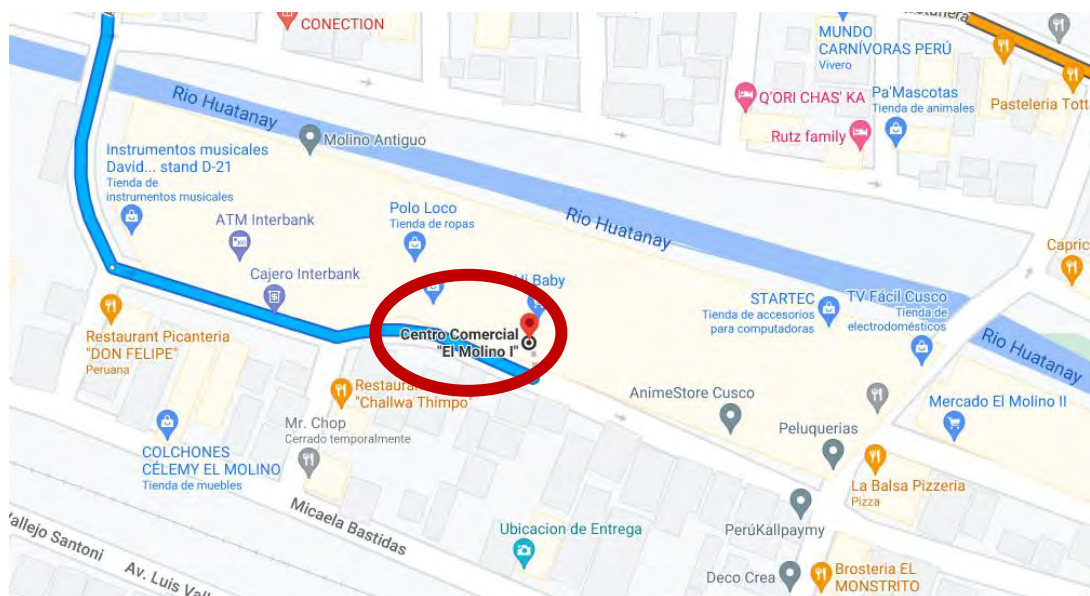 CONECTION
MUNDO
CARNÍVORAS PERÚ
Vivero
Pasteleria Totta
Q'ORI CHAS' KA
Pa'Mascotas
Tienda de animales
Rutz family
Rio Huatanay
Molino Antiguo
Instrumentos musicales
David... stand D-21
Tienda de
instrumentos musicales
ATM Interbank
Polo Loco
Tienda de ropas
Rio Huatanay
Cajero Interbank
Baby
STARTEC
Tienda de accesorios
para computadoras
TV Fácil Cusco
Tienda de
electrodomésticos
Capric
Rio Huatanay
Centro Comercial
"El Molino I"
Restaurant Picanteria
"DON FELIPE"
Peruana
Restauran
"Challwa Thimpo"
AnimeStore Cusco
Mercado El Molino II
Mr. Chop
Cerrado temporalmente
Peluquerias
COLCHONES
CÉLEMY EL MOLINO
Tienda de muebles
La Balsa Pizzeria
Pizza
Micaela Bastidas
Ubicacion de Entrega
PerúKallpaymy
Vallejo Santoni
Av. Luis Vall
Deco Crea
Brosteria EL
MONSTRITO